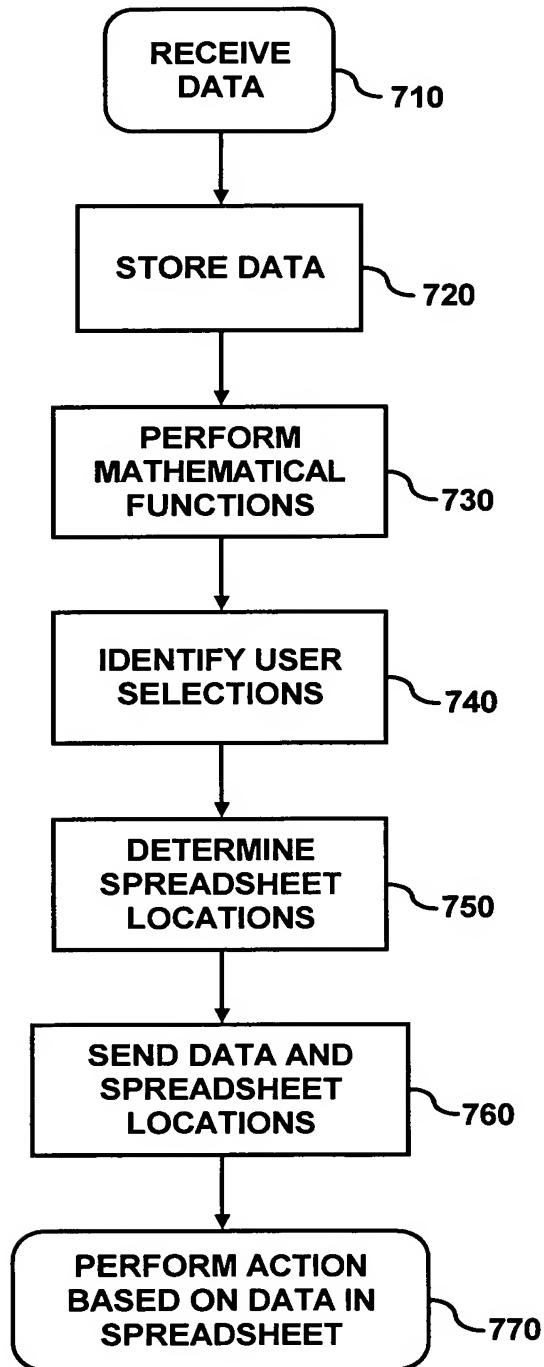 RECEIVE
DATA
710
STORE DATA
720
PERFORM
MATHEMATICAL
FUNCTIONS
730
IDENTIFY USER
SELECTIONS
740
DETERMINE
SPREADSHEET
LOCATIONS
750
SEND DATA AND
SPREADSHEET
LOCATIONS
760
PERFORM ACTION
BASED ON DATA IN
SPREADSHEET
770